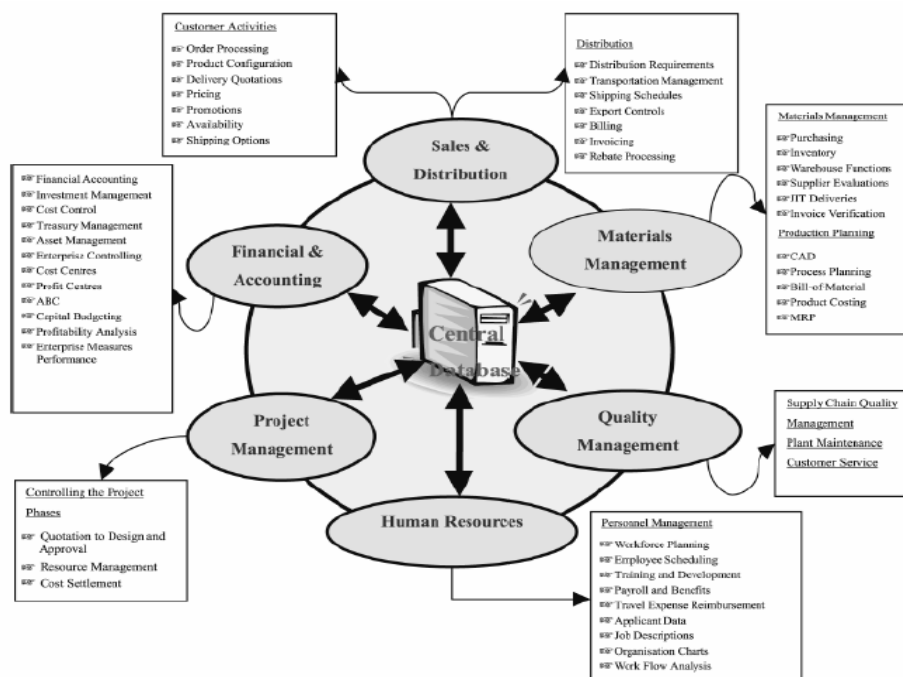 Customer Activities
Order Processing
Product Configuration
Delivery Quotations
Pricing
Promotions
Availability
Shipping Options
Distribution
Distribution Requirements
Transportation Management
Shipping Schedules
Export Controls
Billing
Invoicing
Rebate Processing
Materials Management
Purchasing
Inventory
Warehouse Functions
Supplier Evaluations
JIT Deliveries
Invoice Verification
Production Planning
CAD
Process Planning
Bill-of-Material
Product Costing
MRP
Financial Accounting
Investment Management
Cost Control
Treasury Management
Asset Management
Enterprise Controlling
Cost Centres
Profit Centres
ABC
Capital Budgeting
Profitability Analysis
Enterprise Measures
Performance
Sales &
Distribution
Financial &
Accounting
Materials
Management
Central
Database
Project
Management
Quality
Management
Human Resources
Supply Chain Quality
Management
Plant Maintenance
Customer Service
Controlling the Project
Phases
Quotation to Design and
Approval
Resource Management
Cost Settlement
Personnel Management
Workforce Planning
Employee Scheduling
Training and Development
Payroll and Benefits
Travel Expense Reimbursement
Applicant Data
Job Descriptions
Organisation Charts
Work Flow Analysis